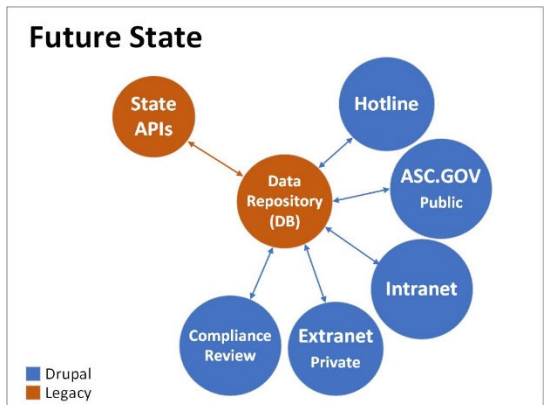 Future State
State
APIs
Hotline
Data
Repository
(DB)
ASC.GOV
Public
Intranet
Compliance
Review
Extranet
Private
Drupal
Legacy